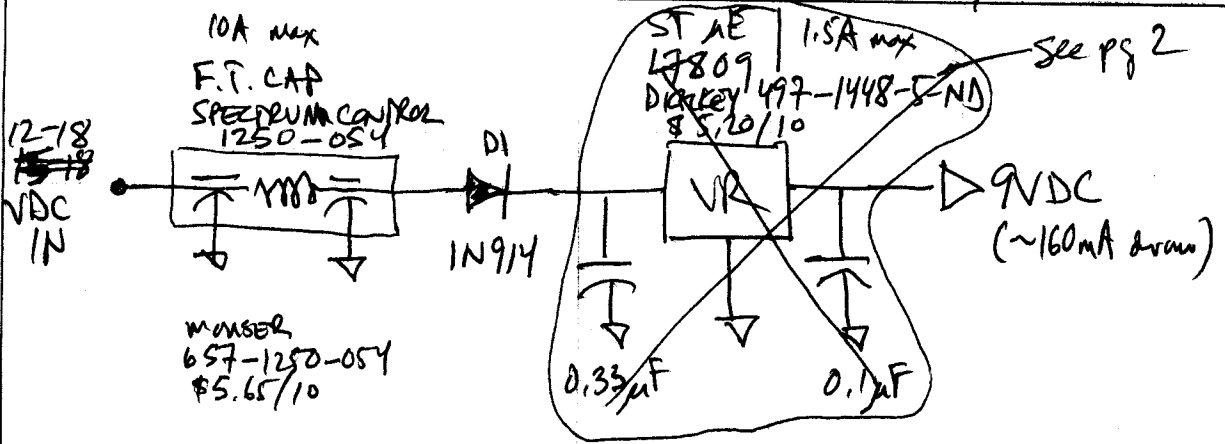 10A max
F.T. CAP
SPECTRUM CONTROL
1250-054
12-18
15-18
VDC
IN
D1
1N914
MOUSER
657-1250-054
$5.65/10
ST µE
L7809
1.5A max
DIGIKEY 497-1448-5-ND
$5.20/10
VR
0.33µF
0.1µF
see pg 2
9VDC
(~160mA draw)